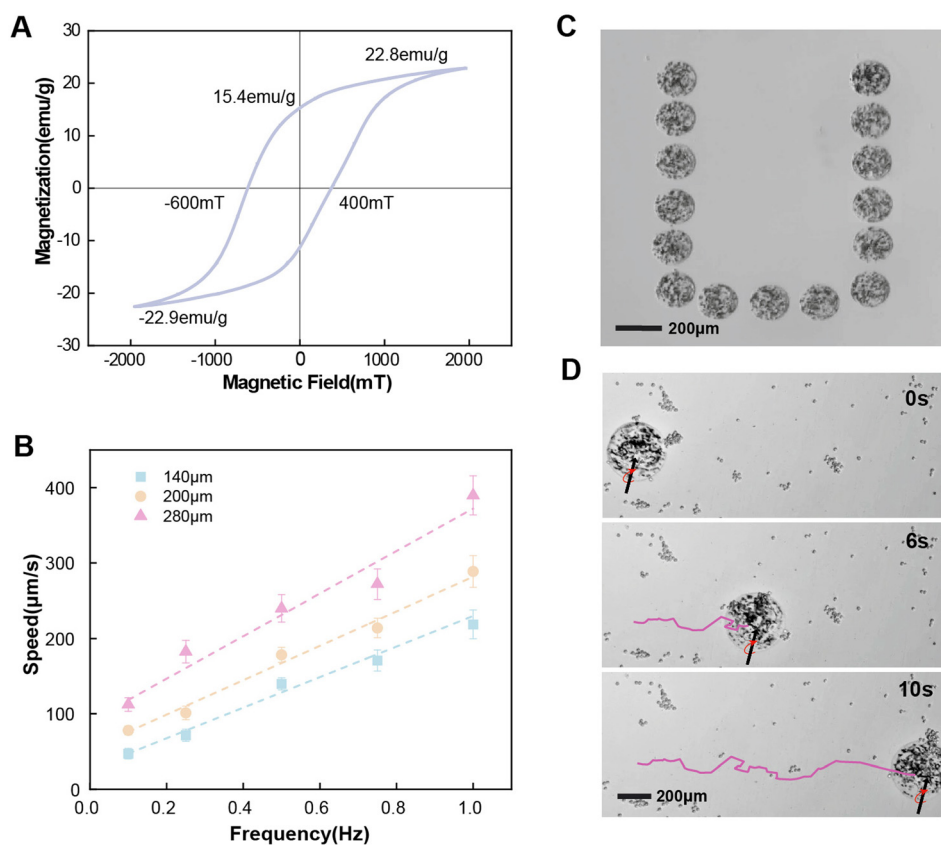 A
Magnetization(emu/g)
30
20
10
0
-10
-20
-30
22.8emu/g
15.4emu/g
-600mT
400mT
-22.9emu/g
-2000
-1000
0
1000
2000
Magnetic Field(mT)
B
Speed(μm/s)
400
300
200
100
0
140μm
200μm
280μm
0.0
0.2
0.4
0.6
0.8
1.0
Frequency(Hz)
C
200μm
D
0s
6s
10s
200μm